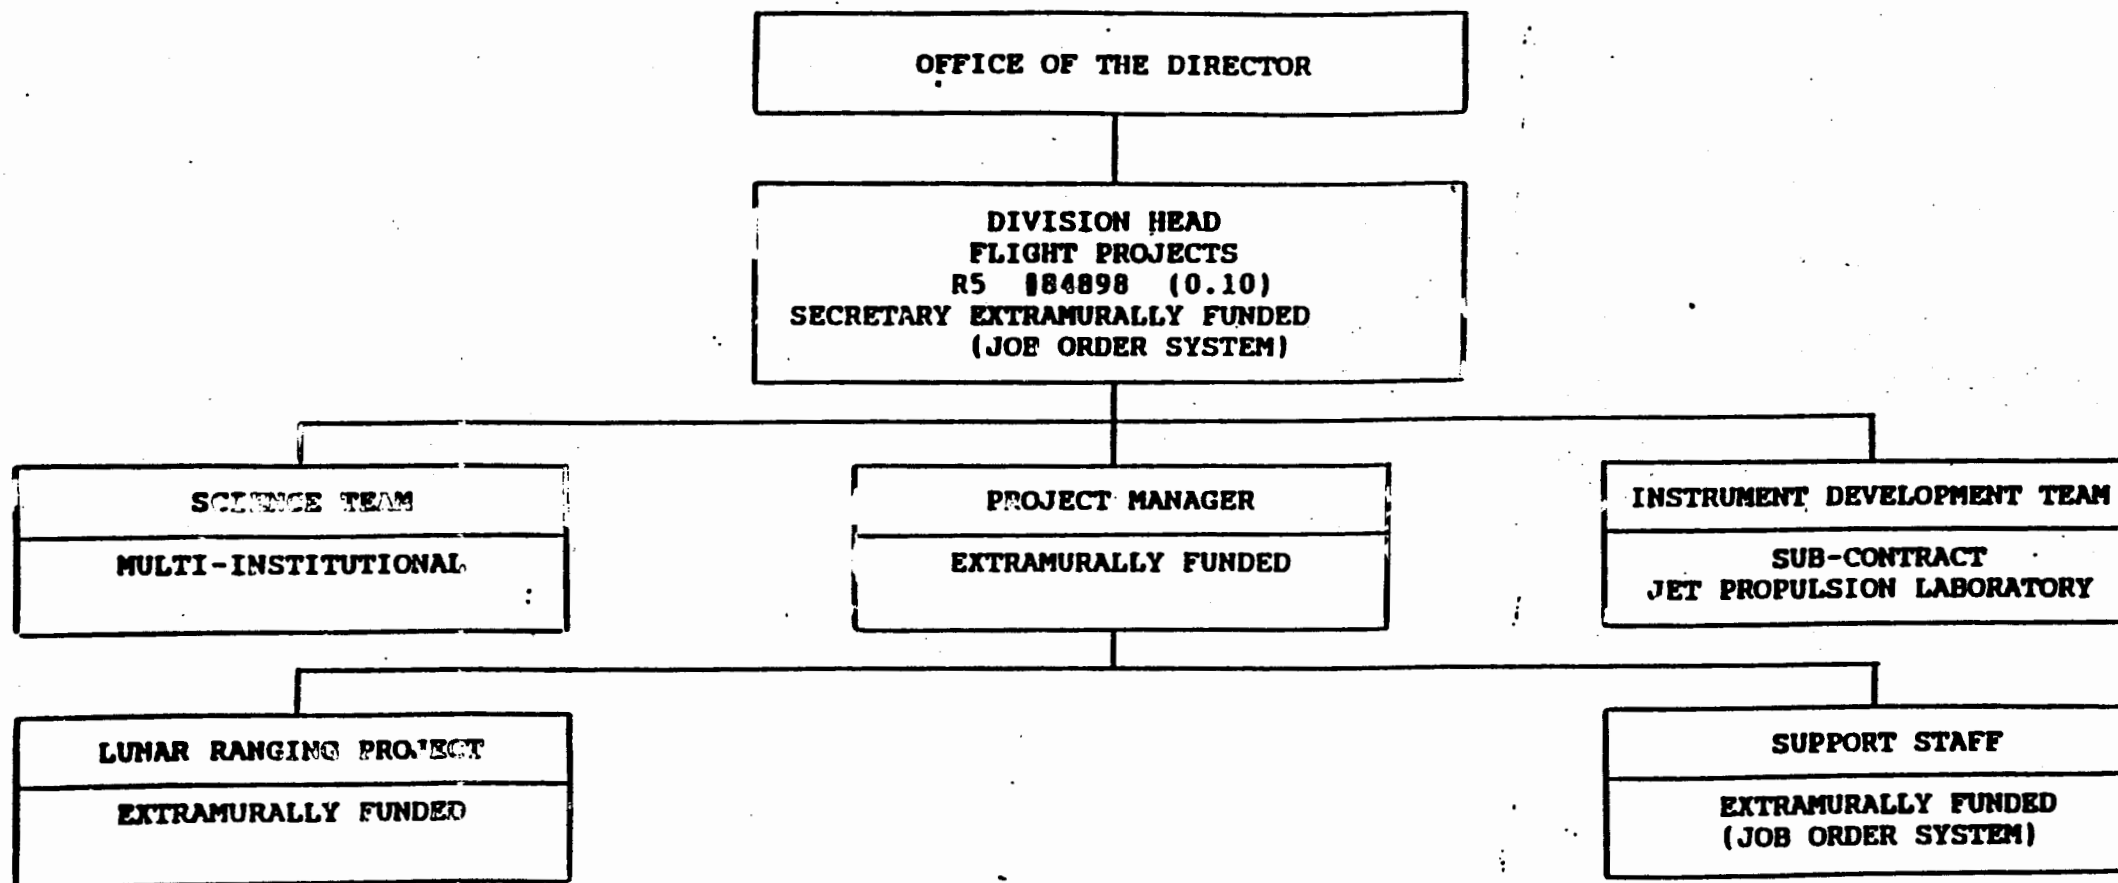 OFFICE OF THE DIRECTOR
DIVISION HEAD
FLIGHT PROJECTS
R5 #84898 (0.10)
SECRETARY EXTRAMURALLY FUNDED
(JOB ORDER SYSTEM)
SCIENCE TEAM
MULTI-INSTITUTIONAL
PROJECT MANAGER
EXTRAMURALLY FUNDED
INSTRUMENT DEVELOPMENT TEAM
SUB-CONTRACT
JET PROPULSION LABORATORY
LUNAR RANGING PROJECT
EXTRAMURALLY FUNDED
SUPPORT STAFF
EXTRAMURALLY FUNDED
(JOB ORDER SYSTEM)